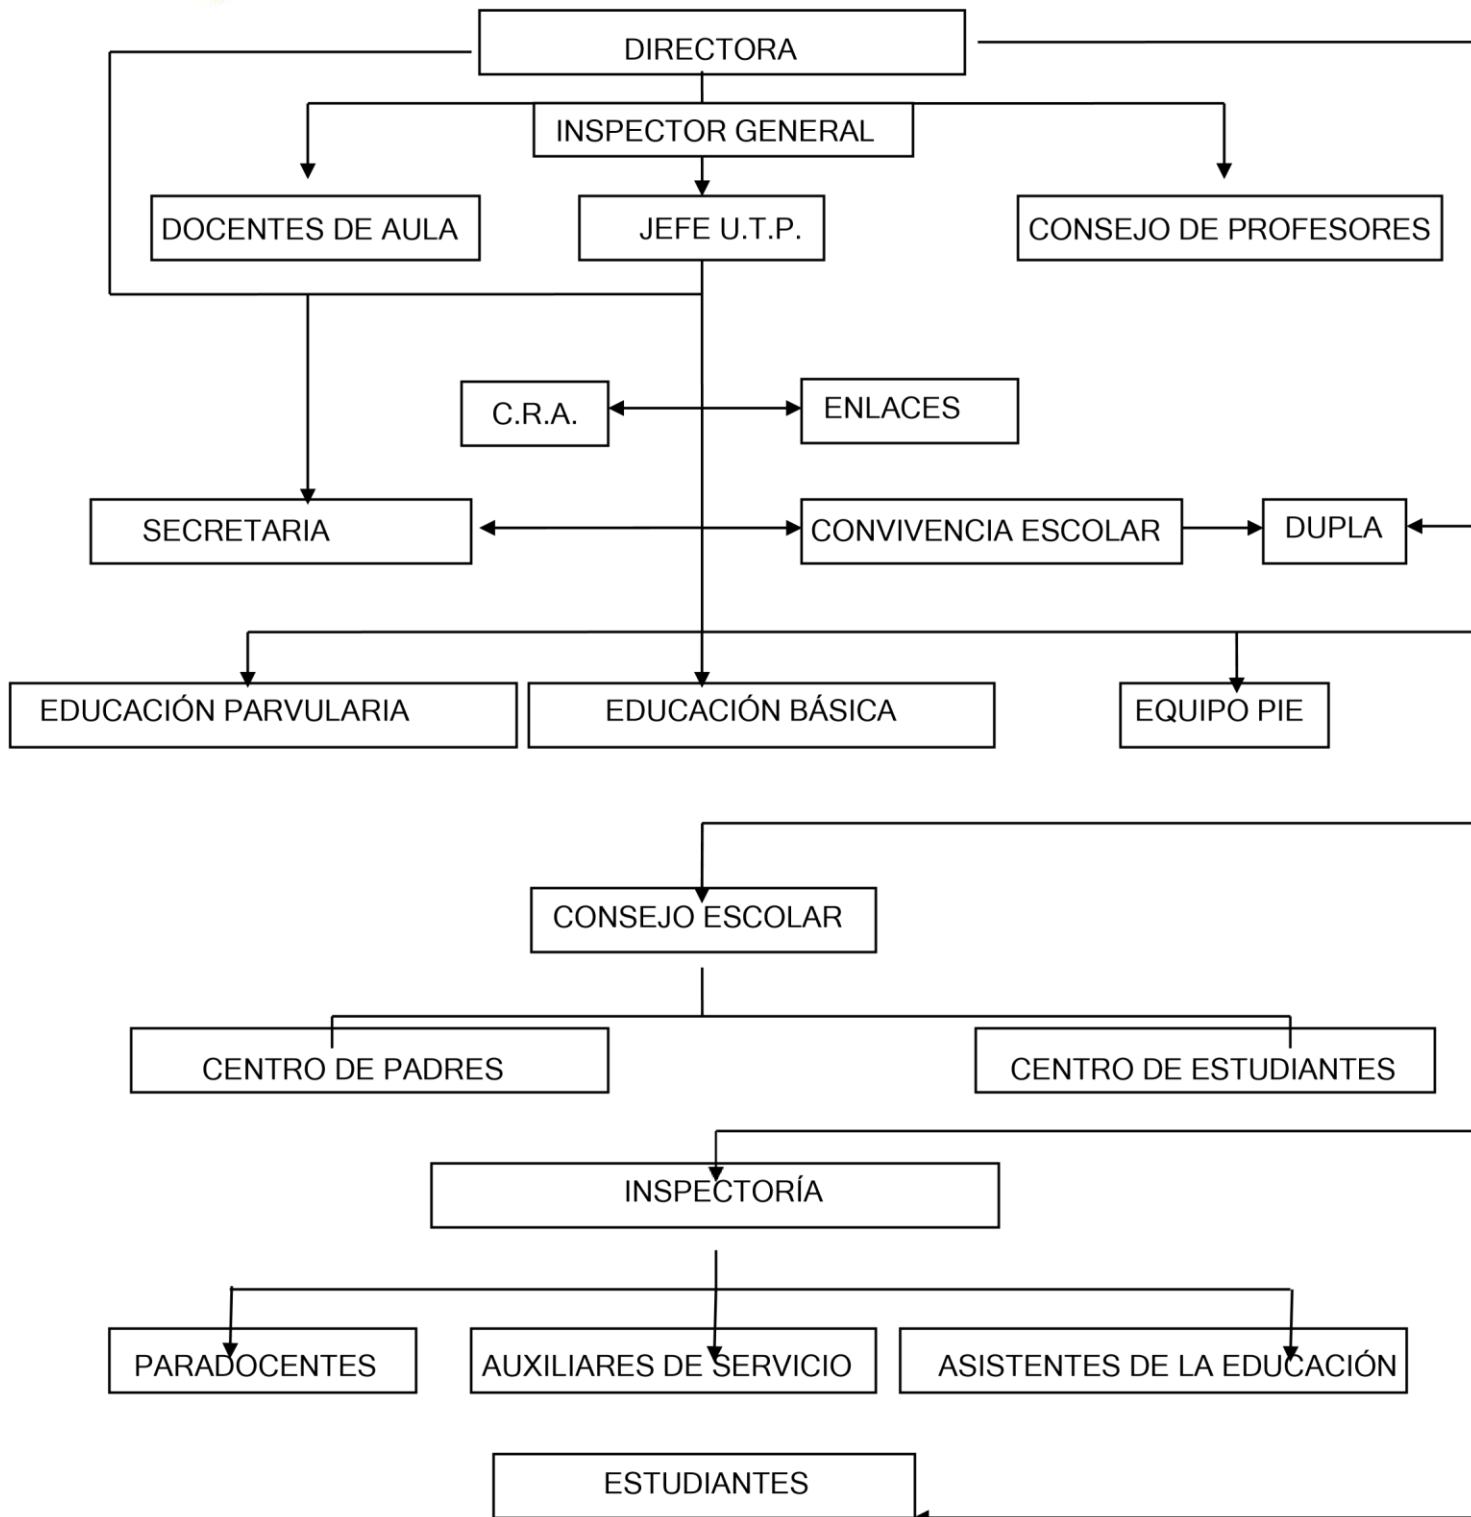 DIRECTORA
INSPECTOR GENERAL
DOCENTES DE AULA
JEFE U.T.P.
CONSEJO DE PROFESORES
C.R.A.
ENLACES
SECRETARIA
CONVIVENCIA ESCOLAR
DUPLA
EDUCACIÓN PARVULARIA
EDUCACIÓN BÁSICA
EQUIPO PIE
CONSEJO ESCOLAR
CENTRO DE PADRES
CENTRO DE ESTUDIANTES
INSPECTORÍA
PARADOCENTES
AUXILIARES DE SERVICIO
ASISTENTES DE LA EDUCACIÓN
ESTUDIANTES